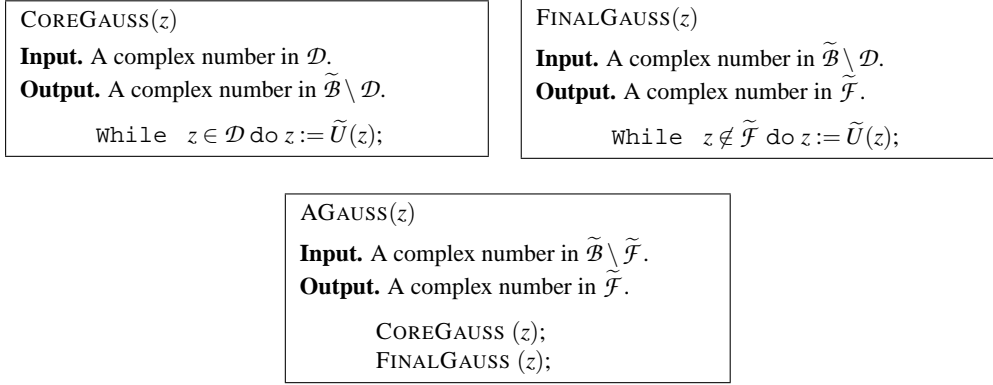 COREGAUSS(z)
Input. A complex number in 𝒟.
Output. A complex number in ℬ̃ \ 𝒟.
While z ∈ 𝒟 do z := Ũ(z);
FINALGAUSS(z)
Input. A complex number in ℬ̃ \ 𝒟.
Output. A complex number in ℱ̃.
While z ∉ ℱ̃ do z := Ũ(z);
AGAUSS(z)
Input. A complex number in ℬ̃ \ ℱ̃.
Output. A complex number in ℱ̃.
COREGAUSS (z);
FINALGAUSS (z);